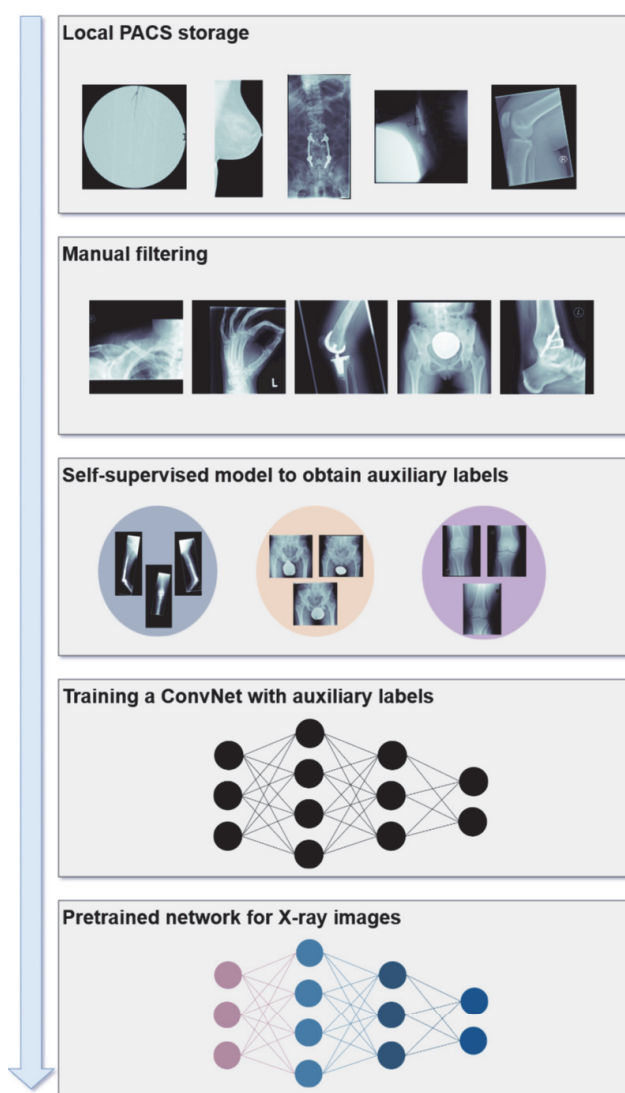 Local PACS storage
Manual filtering
L
Self-supervised model to obtain auxiliary labels
Training a ConvNet with auxiliary labels
Pretrained network for X-ray images